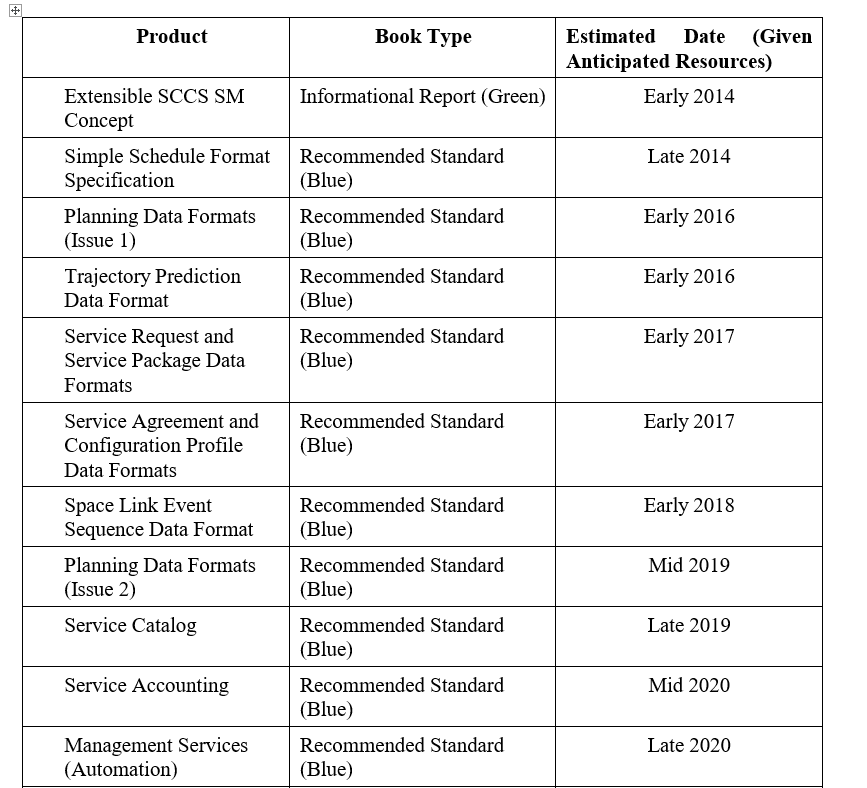 Product
Book Type
Estimated Date (Given
Anticipated Resources)
Extensible SCCS SM
Concept
Informational Report (Green)
Early 2014
Simple Schedule Format
Specification
Recommended Standard
(Blue)
Late 2014
Planning Data Formats
(Issue 1)
Recommended Standard
(Blue)
Early 2016
Trajectory Prediction
Data Format
Recommended Standard
(Blue)
Early 2016
Service Request and
Service Package Data
Formats
Recommended Standard
(Blue)
Early 2017
Service Agreement and
Configuration Profile
Data Formats
Recommended Standard
(Blue)
Early 2017
Space Link Event
Sequence Data Format
Recommended Standard
(Blue)
Early 2018
Planning Data Formats
(Issue 2)
Recommended Standard
(Blue)
Mid 2019
Service Catalog
Recommended Standard
(Blue)
Late 2019
Service Accounting
Recommended Standard
(Blue)
Mid 2020
Management Services
(Automation)
Recommended Standard
(Blue)
Late 2020